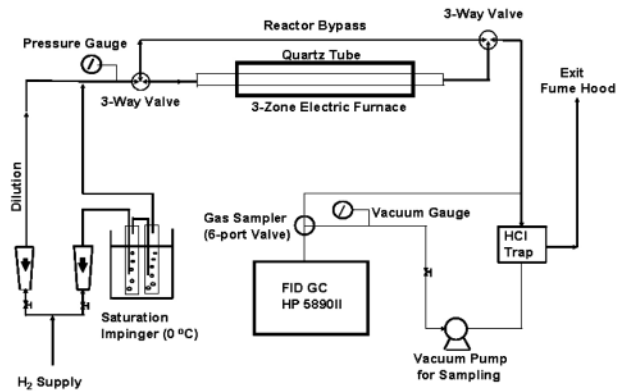 3-Way Valve
Reactor Bypass
Pressure Gauge
Quartz Tube
3-Way Valve
3-Zone Electric Furnace
Exit
Fume Hood
Dilution
Gas Sampler
(6-port Valve)
Vacuum Gauge
HCl
Trap
FID GC
HP 5890II
Saturation
Impinger (0 ºC)
Vacuum Pump
for Sampling
H₂ Supply